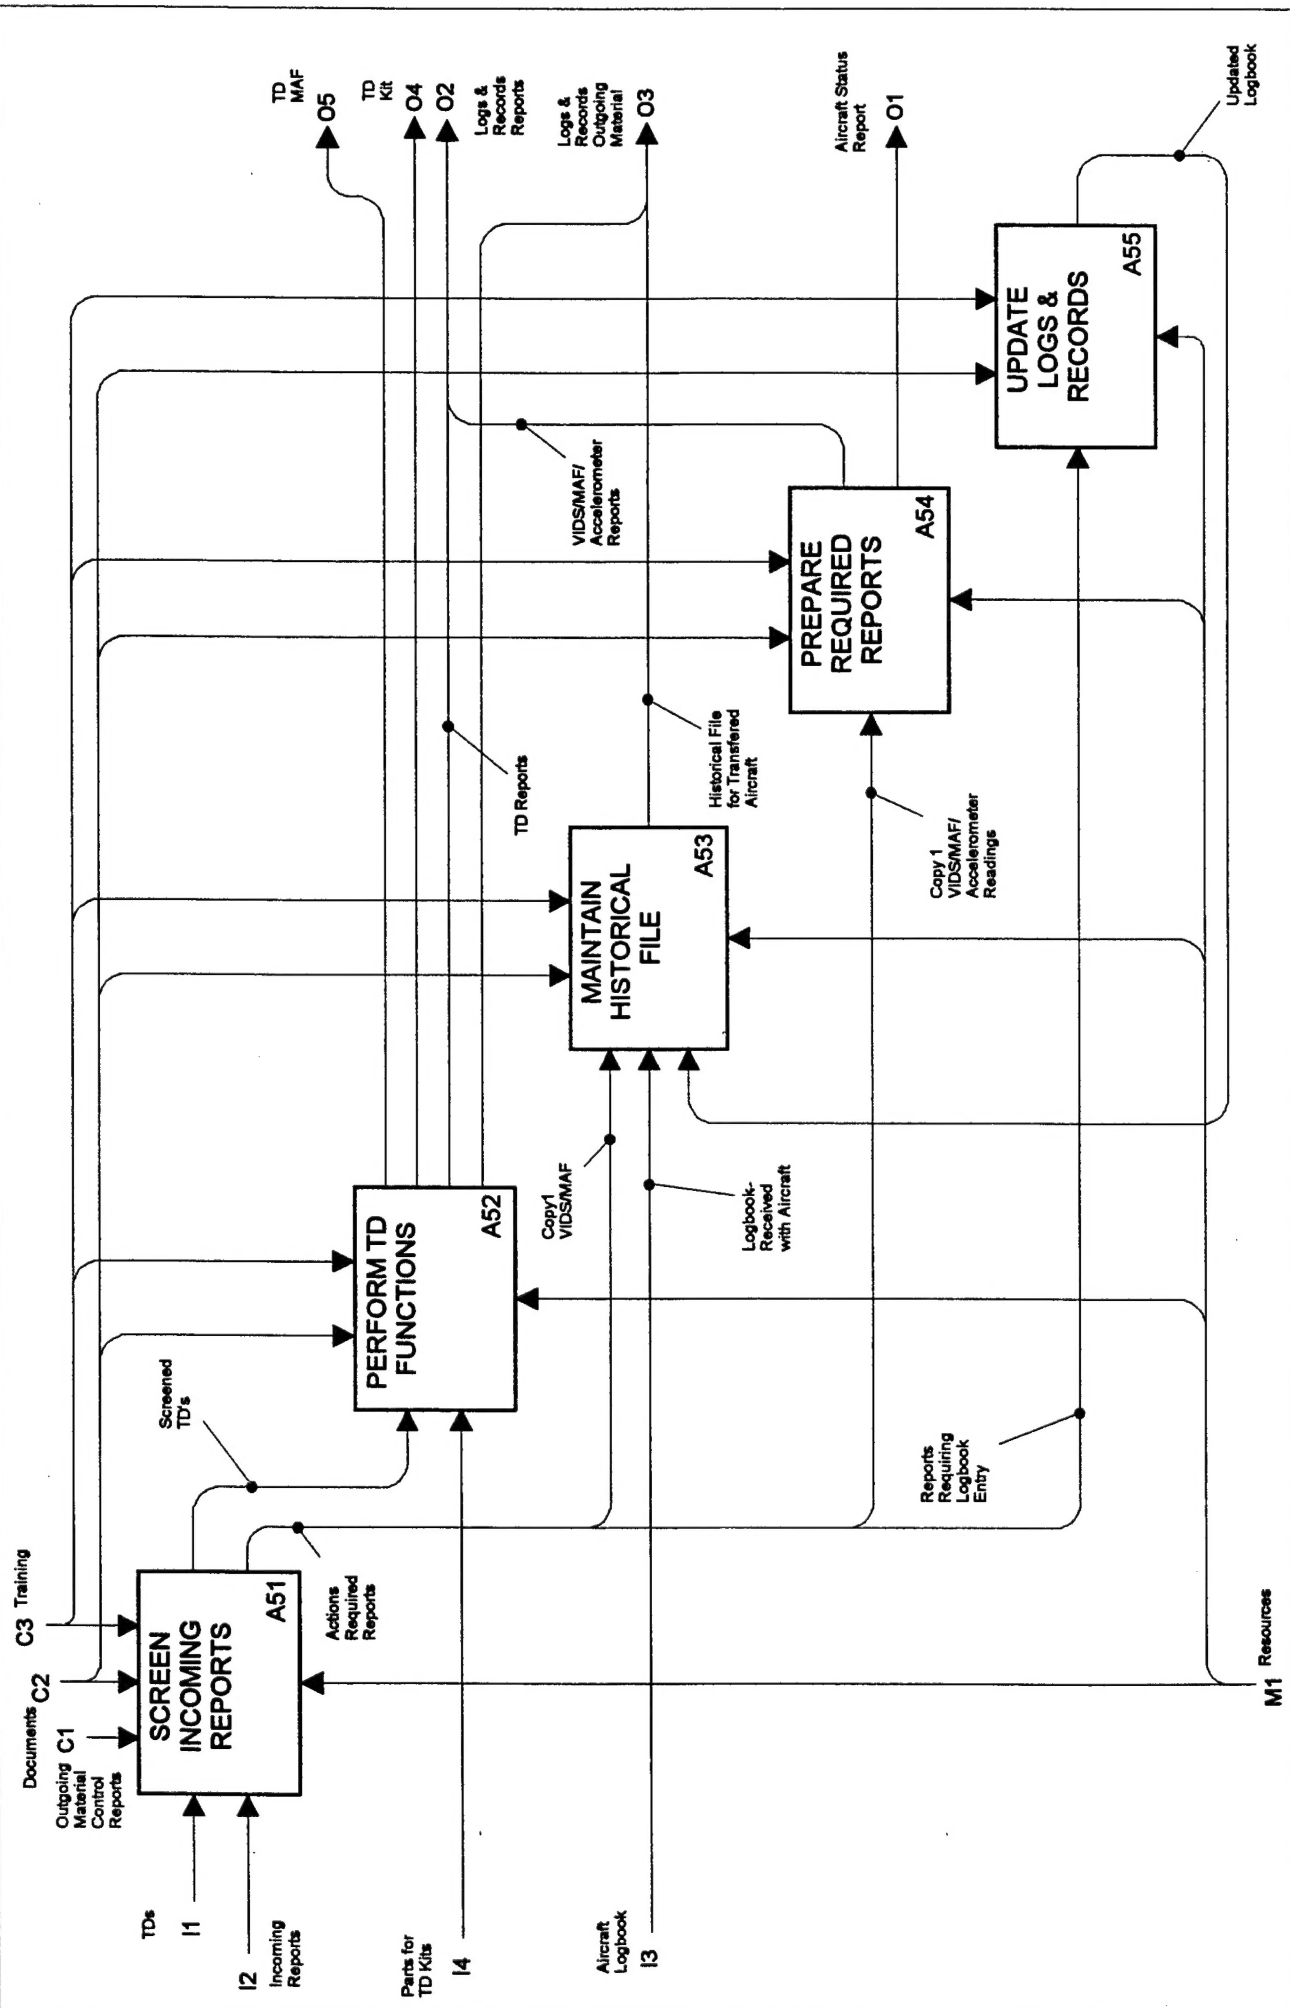 C3 Training
Documents C2
C1
Outgoing
Material
Control
Reports
TDs
I1
I2
Incoming
Reports
Parts for
TD Kits
I4
Aircraft
Logbook
I3
SCREEN
INCOMING
REPORTS
A51
Screened
TD's
Actions
Required
Reports
PERFORM TD
FUNCTIONS
A52
Copy1
VIDS/MAF
Logbook-
Received
with Aircraft
Reports
Requiring
Logbook
Entry
MAINTAIN
HISTORICAL
FILE
A53
TD Reports
Historical File
for Transfered
Aircraft
Copy 1
VIDS/MAF/
Accelerometer
Readings
PREPARE
REQUIRED
REPORTS
A54
VIDS/MAF/
Accelerometer
Reports
UPDATE
LOGS &
RECORDS
A55
Updated
Logbook
TD
MAF
O5
TD
Kit
O4
O2
Logs &
Records
Reports
Logs &
Records
Outgoing
Material
O3
Aircraft Status
Report
O1
M1 Resources